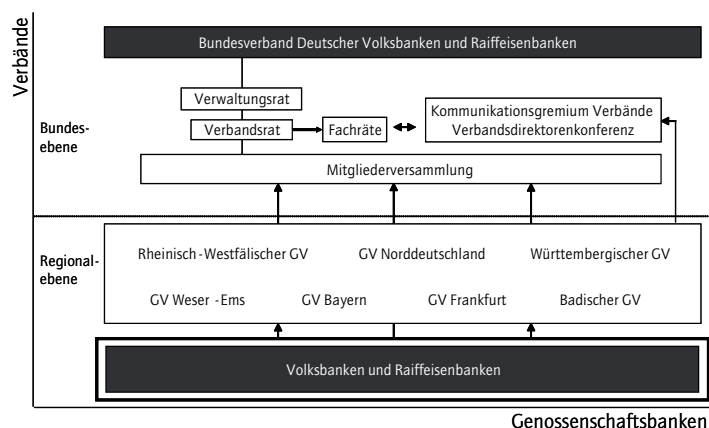 Verbände
Bundesverband Deutscher Volksbanken und Raiffeisenbanken
Verwaltungsrat
Bundes-
ebene
Verbandsrat
Fachräte
Kommunikationsgremium Verbände
Verbandsdirektorenkonferenz
Mitgliederversammlung
Regional-
ebene
Rheinisch-Westfälischer GV GV Norddeutschland Württembergischer GV
GV Weser -Ems GV Bayern GV Frankfurt Badischer GV
Volksbanken und Raiffeisenbanken
Genossenschaftsbanken